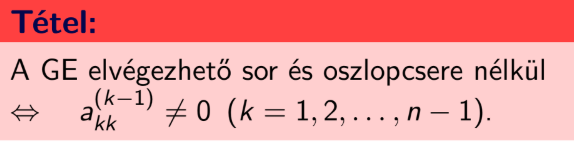 Tétel:
A GE elvégezhető sor és oszlopcsere nélkül
⇔ a_{kk}^{(k−1)} ≠ 0 (k = 1, 2, . . . , n − 1).